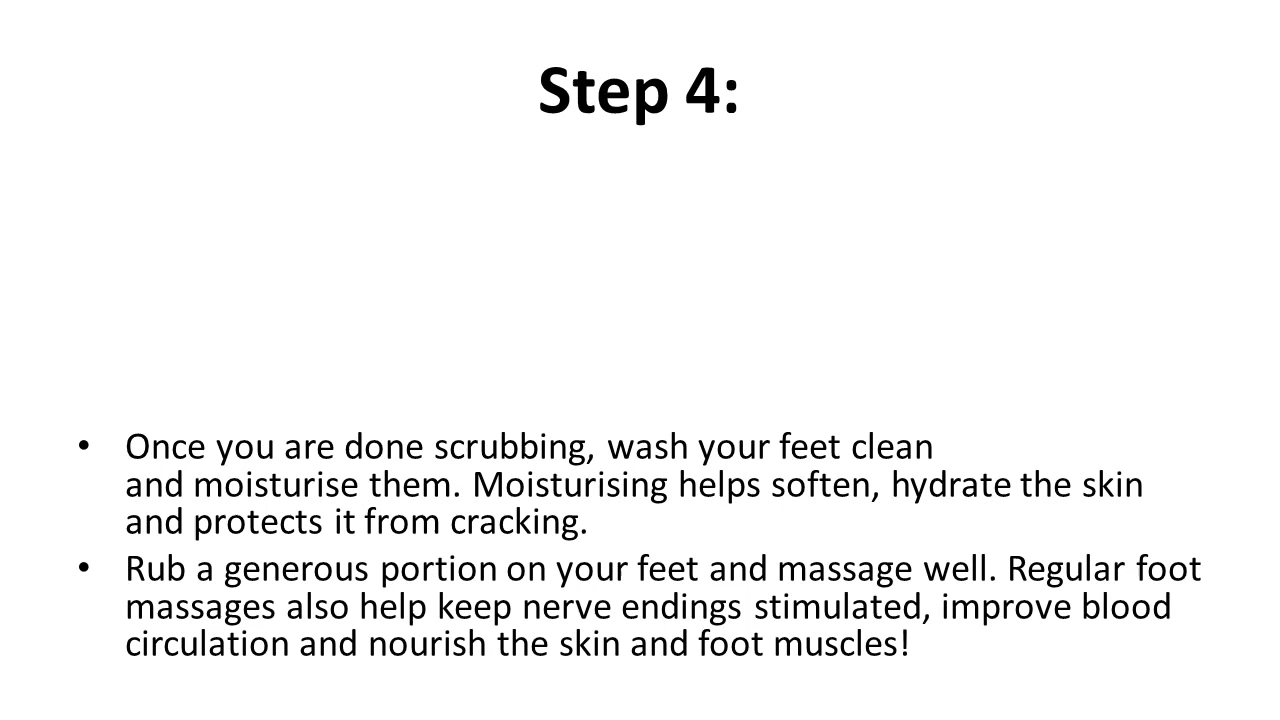 Step 4:
• Once you are done scrubbing, wash your feet clean
and moisturise them. Moisturising helps soften, hydrate the skin
and protects it from cracking.
• Rub a generous portion on your feet and massage well. Regular foot
massages also help keep nerve endings stimulated, improve blood
circulation and nourish the skin and foot muscles!